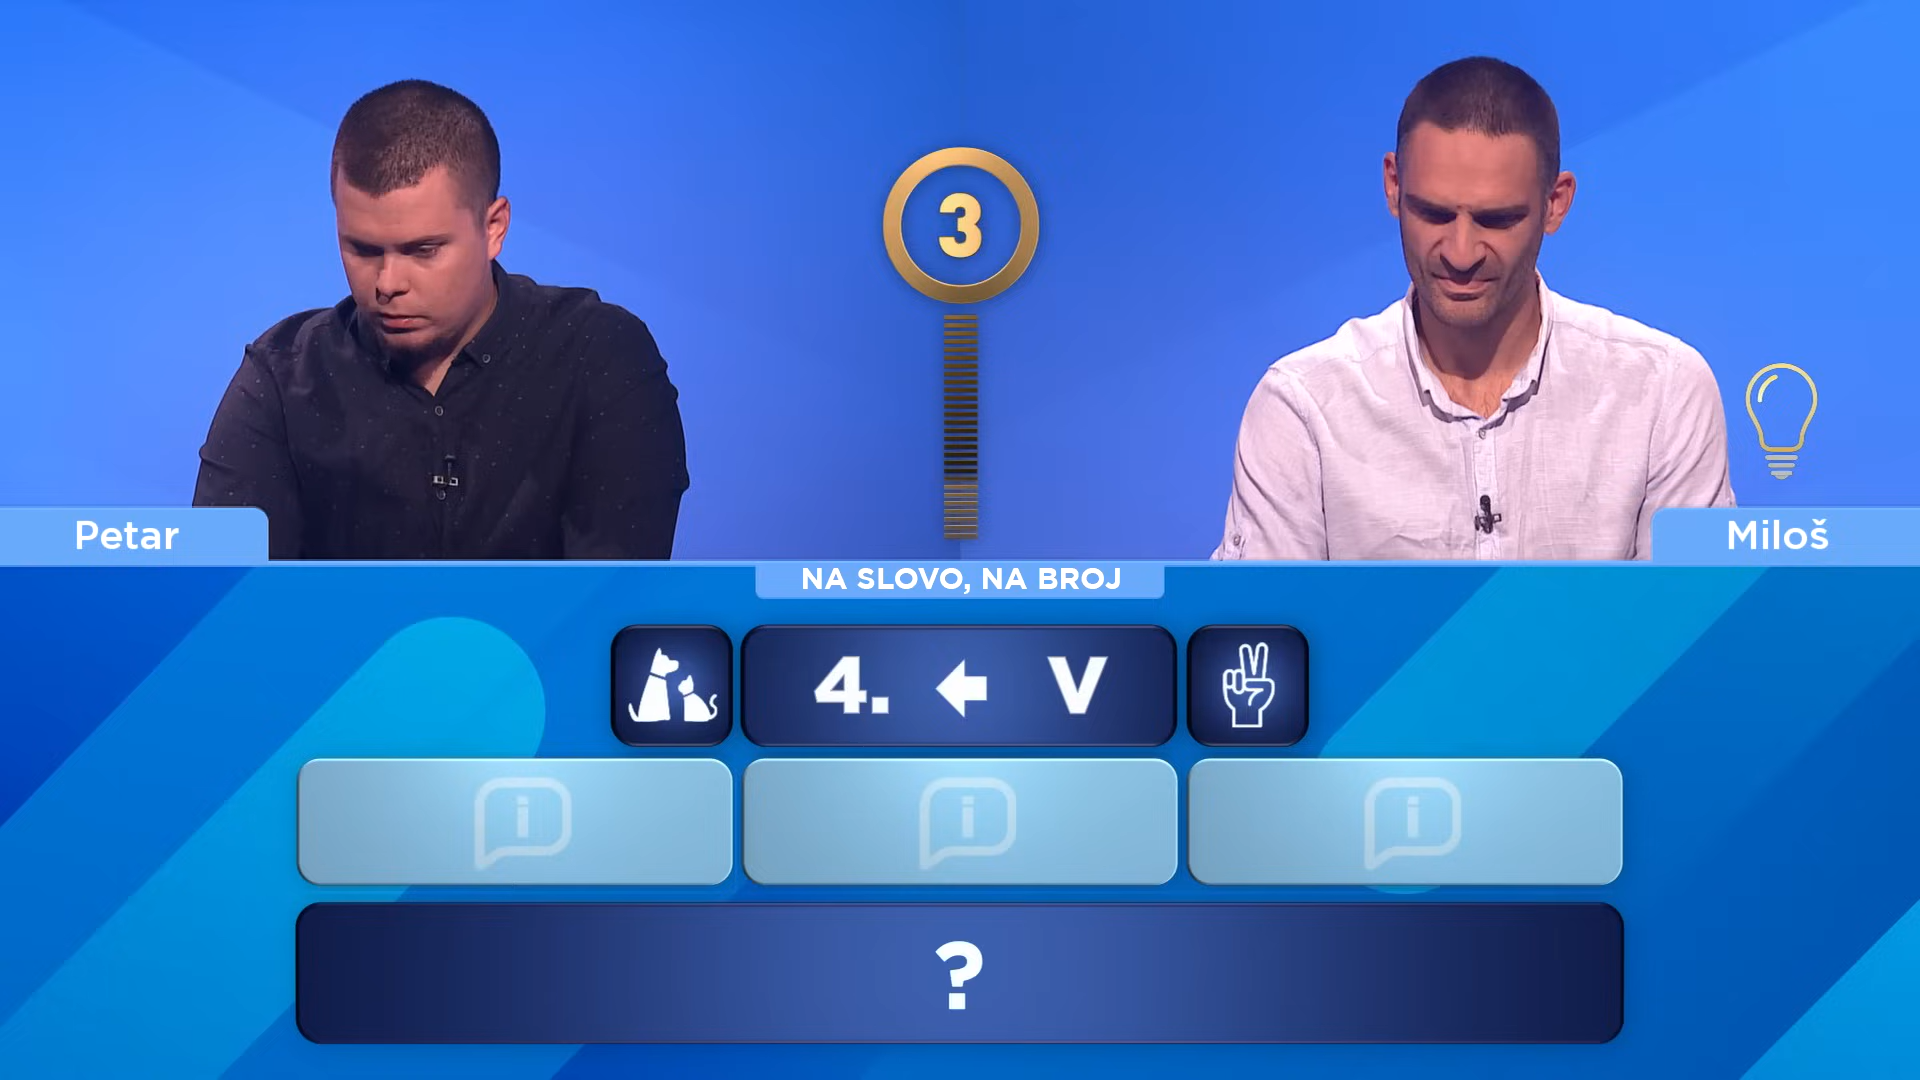 3
Petar
Miloš
NA SLOVO, NA BROJ
4. ← V
i i i
?